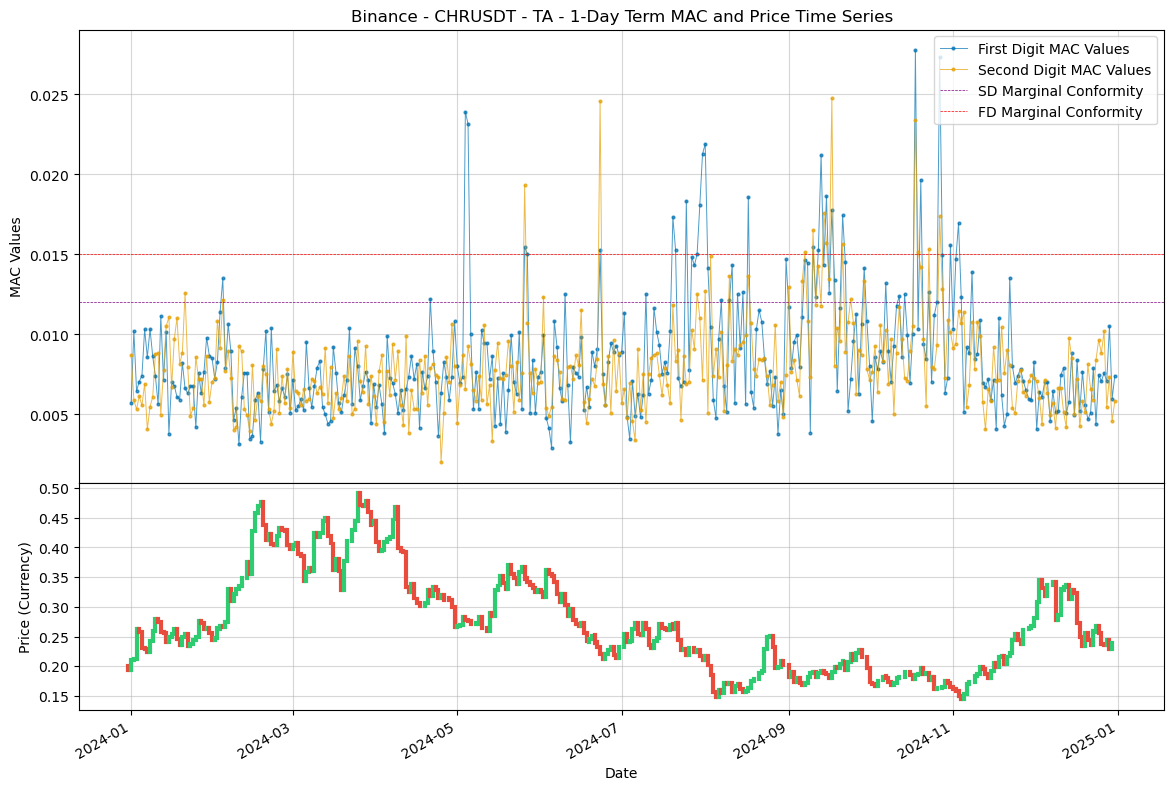 Binance - CHRUSDT - TA - 1-Day Term MAC and Price Time Series
First Digit MAC Values
Second Digit MAC Values
SD Marginal Conformity
FD Marginal Conformity
MAC Values
0.025
0.020
0.015
0.010
0.005
Price (Currency)
0.50
0.45
0.40
0.35
0.30
0.25
0.20
0.15
2024-01
2024-03
2024-05
2024-07
2024-09
2024-11
2025-01
Date